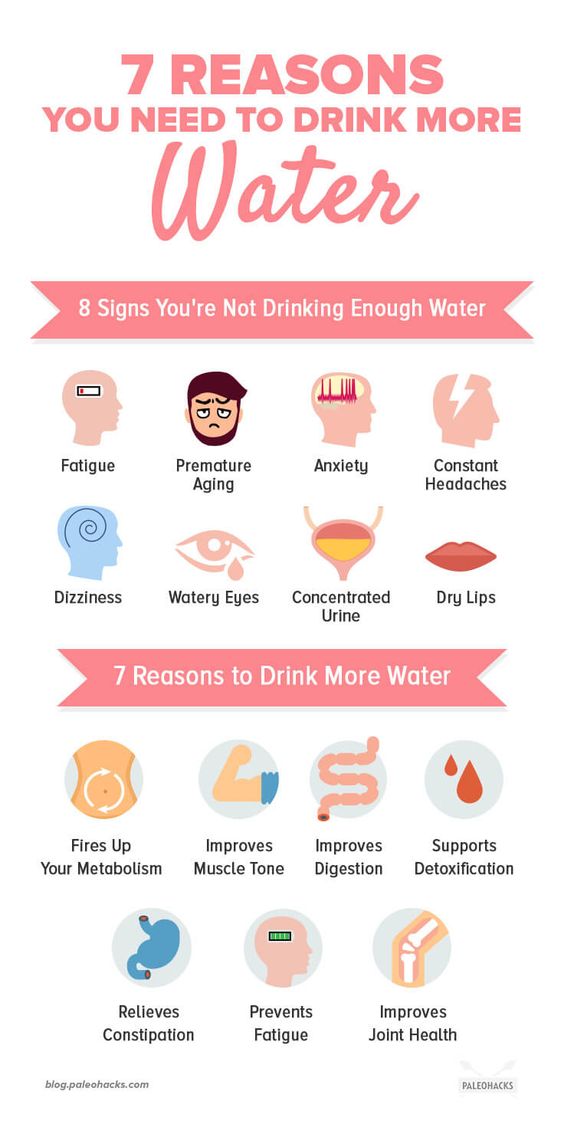 7 REASONS
YOU NEED TO DRINK MORE
Water
8 Signs You're Not Drinking Enough Water
Fatigue
Premature
Aging
Anxiety
Constant
Headaches
Dizziness
Watery Eyes
Concentrated
Urine
Dry Lips
7 Reasons to Drink More Water
Fires Up
Your Metabolism
Improves
Muscle Tone
Improves
Digestion
Supports
Detoxification
Relieves
Constipation
Prevents
Fatigue
Improves
Joint Health
blog.paleohacks.com
PALEOHACKS